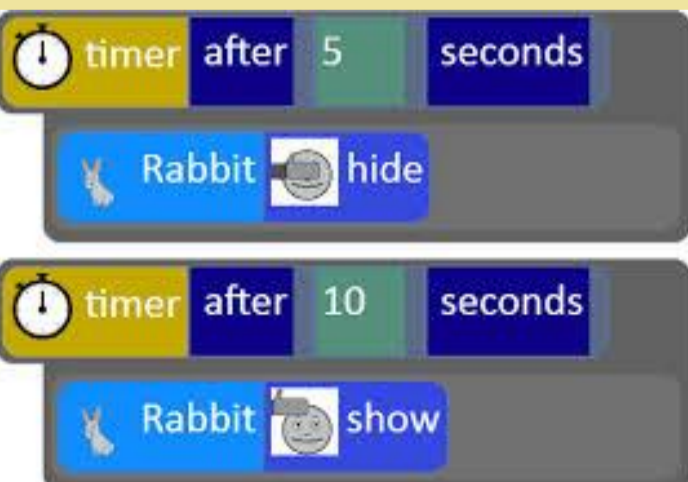 timer after 5 seconds
Rabbit hide
timer after 10 seconds
Rabbit show